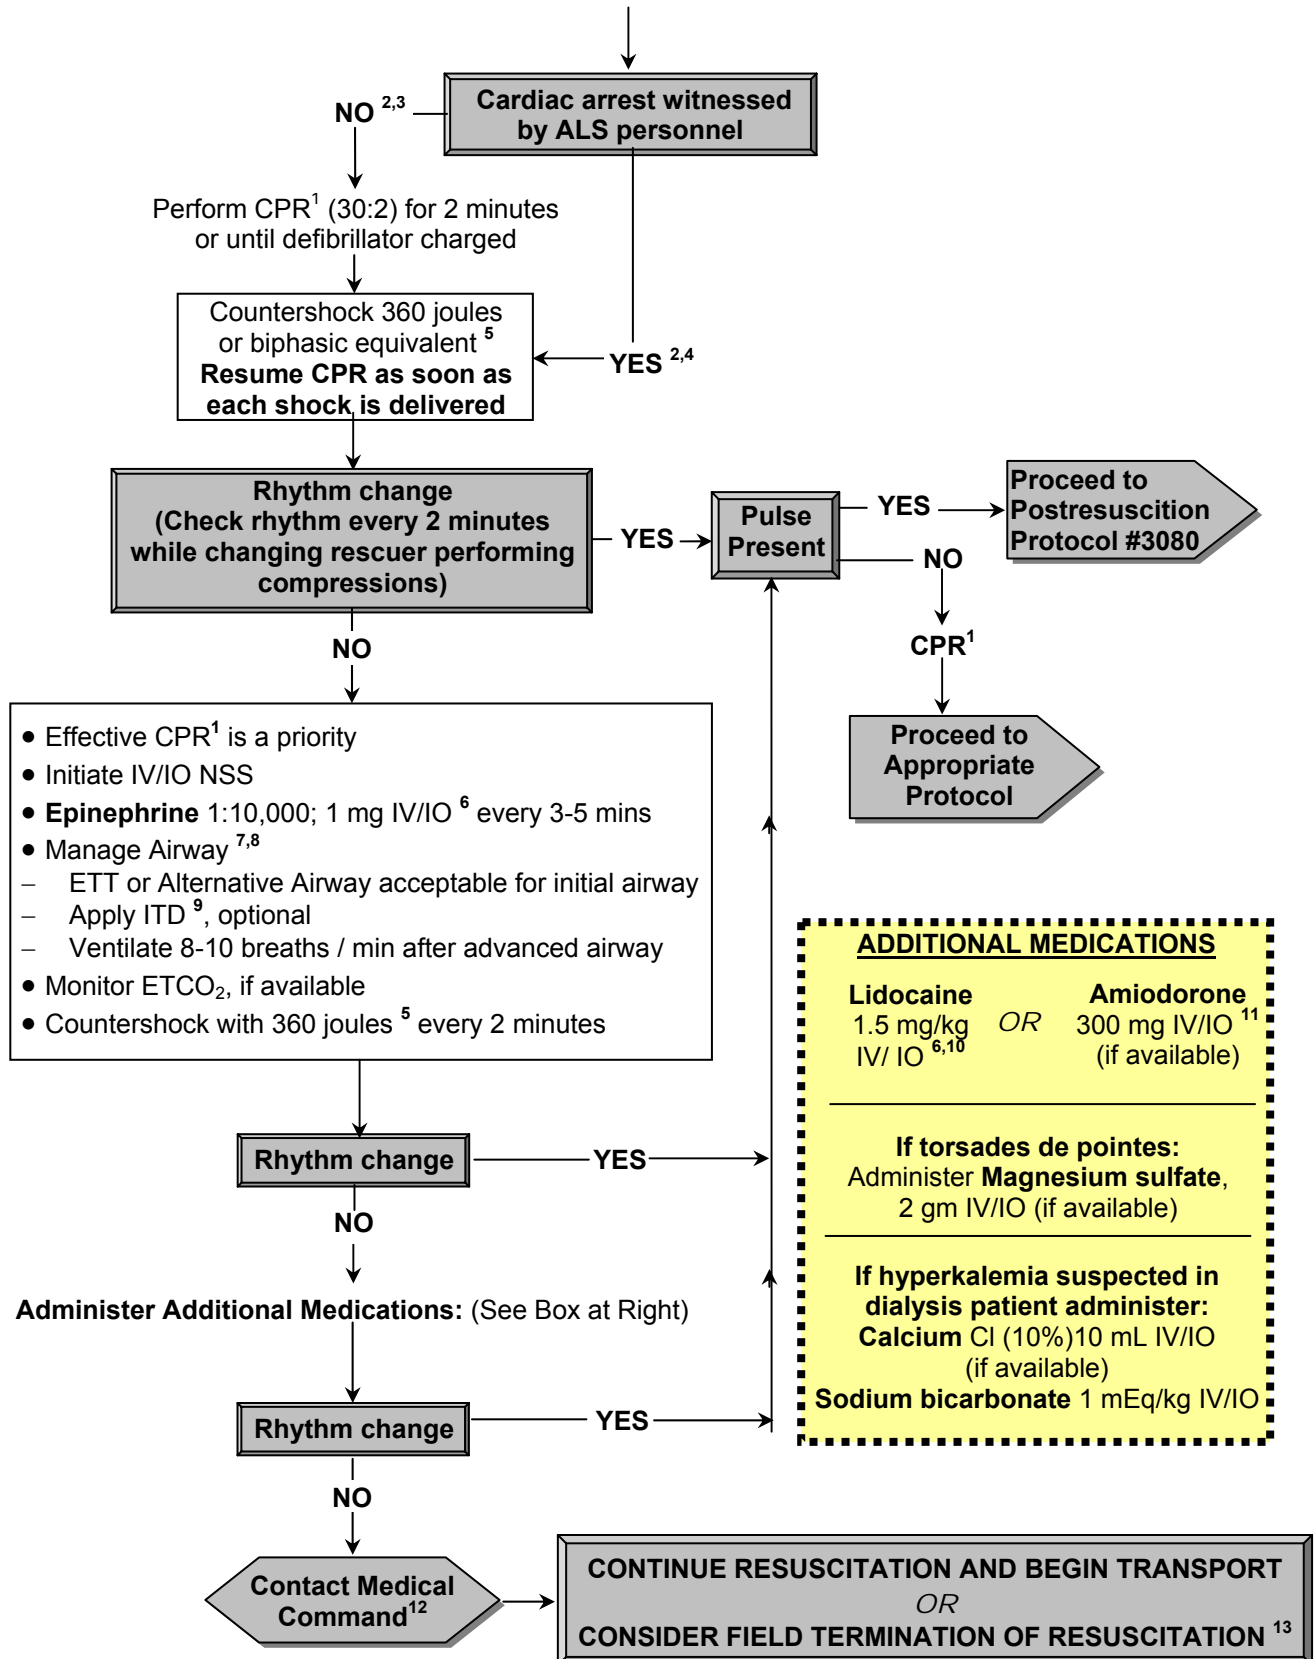 Cardiac arrest witnessed
by ALS personnel
NO 2,3
Perform CPR1 (30:2) for 2 minutes
or until defibrillator charged
Countershock 360 joules
or biphasic equivalent 5
Resume CPR as soon as
each shock is delivered
YES 2,4
Rhythm change
(Check rhythm every 2 minutes
while changing rescuer performing
compressions)
YES
Pulse
Present
YES
Proceed to
Postresuscition
Protocol #3080
NO
CPR1
Proceed to
Appropriate
Protocol
NO
• Effective CPR1 is a priority
• Initiate IV/IO NSS
• Epinephrine 1:10,000; 1 mg IV/IO 6 every 3-5 mins
• Manage Airway 7,8
– ETT or Alternative Airway acceptable for initial airway
– Apply ITD 9, optional
– Ventilate 8-10 breaths / min after advanced airway
• Monitor ETCO2, if available
• Countershock with 360 joules 5 every 2 minutes
Rhythm change
YES
NO
Administer Additional Medications: (See Box at Right)
Rhythm change
YES
NO
Contact Medical
Command12
CONTINUE RESUSCITATION AND BEGIN TRANSPORT
OR
CONSIDER FIELD TERMINATION OF RESUSCITATION 13
ADDITIONAL MEDICATIONS
Lidocaine
1.5 mg/kg
IV/ IO 6,10
OR
Amiodorone
300 mg IV/IO 11
(if available)
If torsades de pointes:
Administer Magnesium sulfate,
2 gm IV/IO (if available)
If hyperkalemia suspected in
dialysis patient administer:
Calcium Cl (10%)10 mL IV/IO
(if available)
Sodium bicarbonate 1 mEq/kg IV/IO